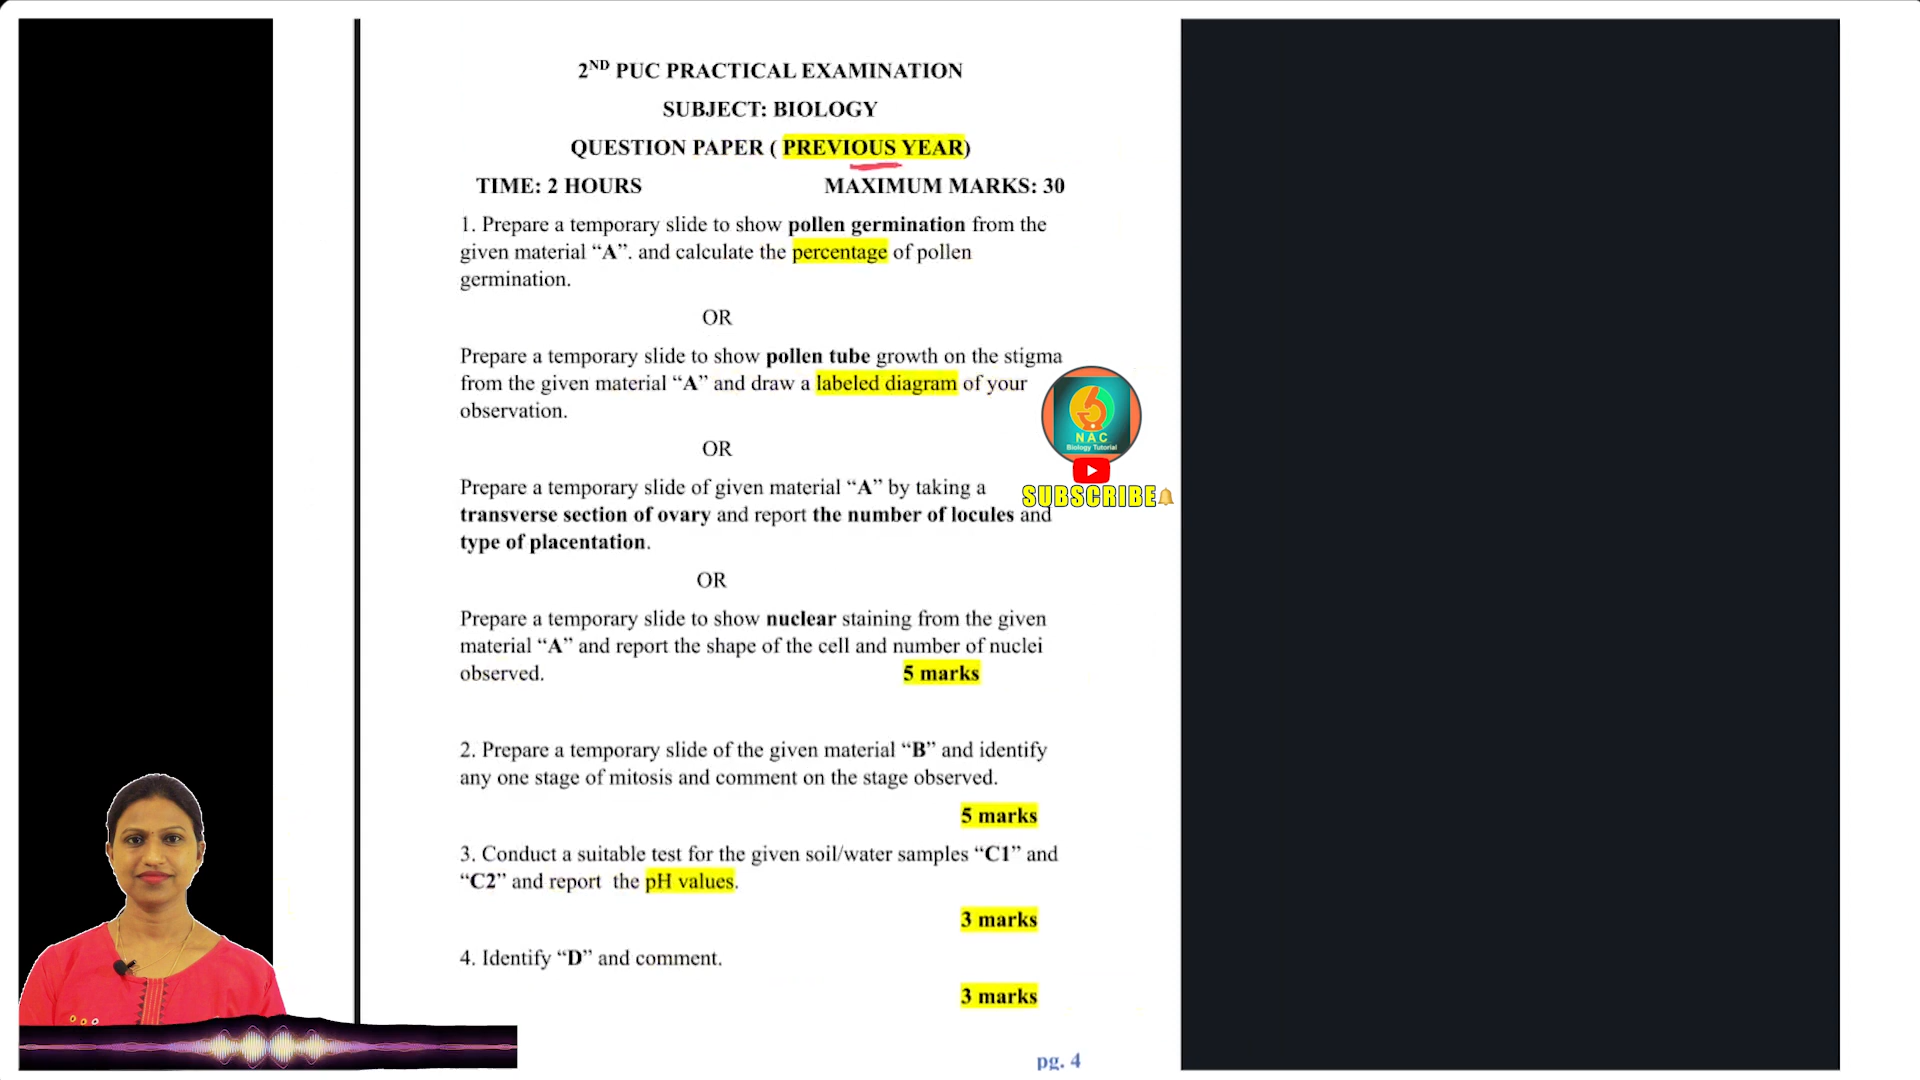 2ND PUC PRACTICAL EXAMINATION
SUBJECT: BIOLOGY
QUESTION PAPER ( PREVIOUS YEAR)
TIME: 2 HOURS MAXIMUM MARKS: 30
1. Prepare a temporary slide to show pollen germination from the
given material “A”. and calculate the percentage of pollen
germination.
OR
Prepare a temporary slide to show pollen tube growth on the stigma
from the given material “A” and draw a labeled diagram of your
observation.
OR
Prepare a temporary slide of given material “A” by taking a
transverse section of ovary and report the number of locules and
type of placentation.
OR
Prepare a temporary slide to show nuclear staining from the given
material “A” and report the shape of the cell and number of nuclei
observed. 5 marks
2. Prepare a temporary slide of the given material “B” and identify
any one stage of mitosis and comment on the stage observed.
5 marks
3. Conduct a suitable test for the given soil/water samples “C1” and
“C2” and report the pH values.
3 marks
4. Identify “D” and comment.
3 marks
pg. 4
NAC
Biology Tutorial
SUBSCRIBE